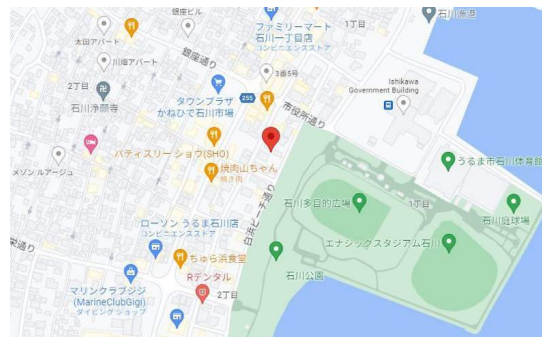 銀座ビル
太田アパート
ファミリーマート
石川一丁目店
コンビニエンスストア
1丁目
石川漁港
銀座通り
川畑アパート
3番5号
Ishikawa
Government Building
2丁目
石川浄願寺
タウンプラザ
かねひで石川市場
255
市役所通り
パティスリー ショウ(SHO)
焼肉山ちゃん
焼き肉
うるま市石川体育館
メゾン ルアージュ
石川多目的広場
1丁目
石川庭球場
白浜ビーチ通り
ローソン うるま石川店
コンビニエンスストア
エナジックスタジアム石川
栄通り
ちゅら浜食堂
石川公園
Rデンタル
マリンクラブジジ
(MarineClubGigi)
ダイビング ショップ
2丁目